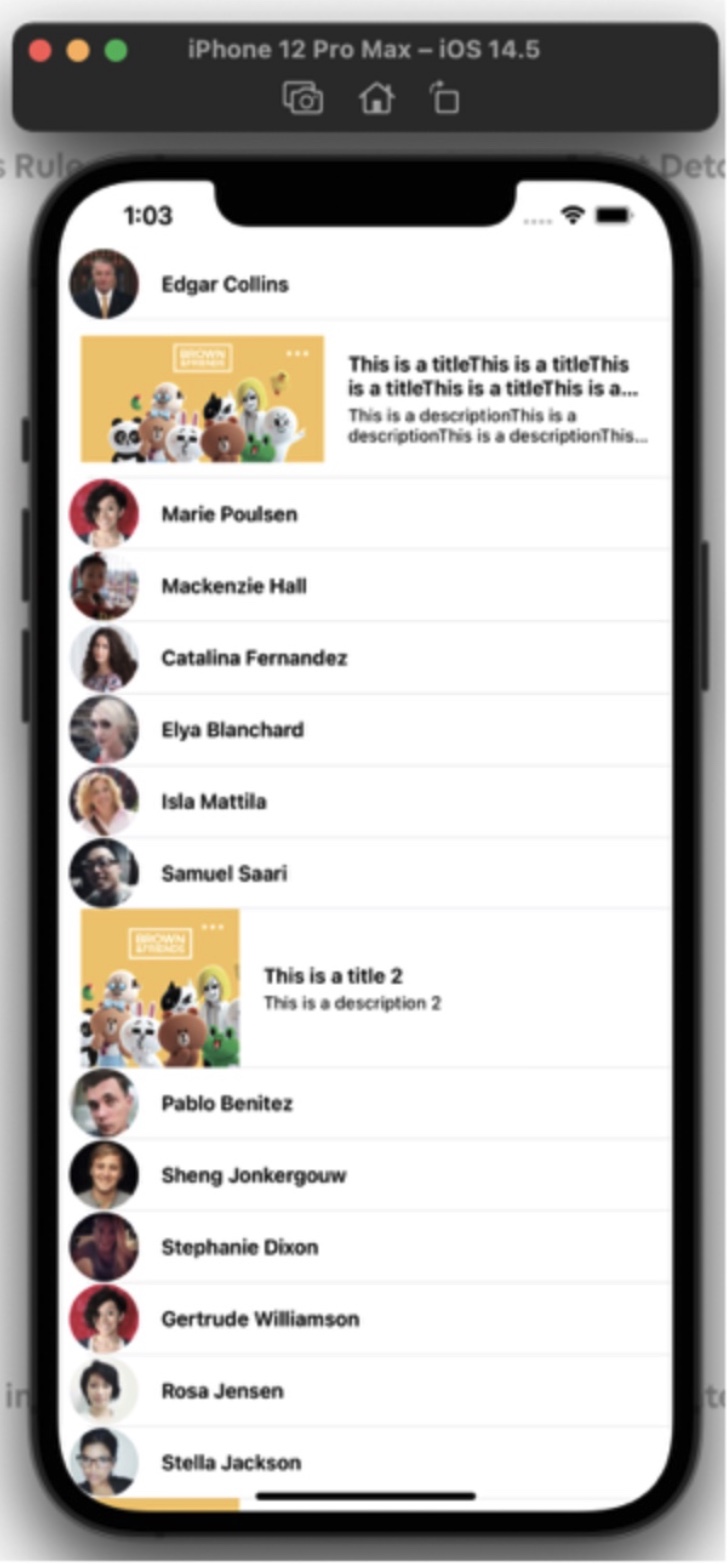 iPhone 12 Pro Max – iOS 14.5
s Rule
Deta
1:03
Edgar Collins
BROWN
&FRIENDS
This is a titleThis is a titleThis
is a titleThis is a titleThis is a...
This is a descriptionThis is a
descriptionThis is a descriptionThis...
Marie Poulsen
Mackenzie Hall
Catalina Fernandez
Elya Blanchard
Isla Mattila
Samuel Saari
BROWN
&FRIENDS
This is a title 2
This is a description 2
Pablo Benitez
Sheng Jonkergouw
Stephanie Dixon
Gertrude Williamson
in
Rosa Jensen
Stella Jackson